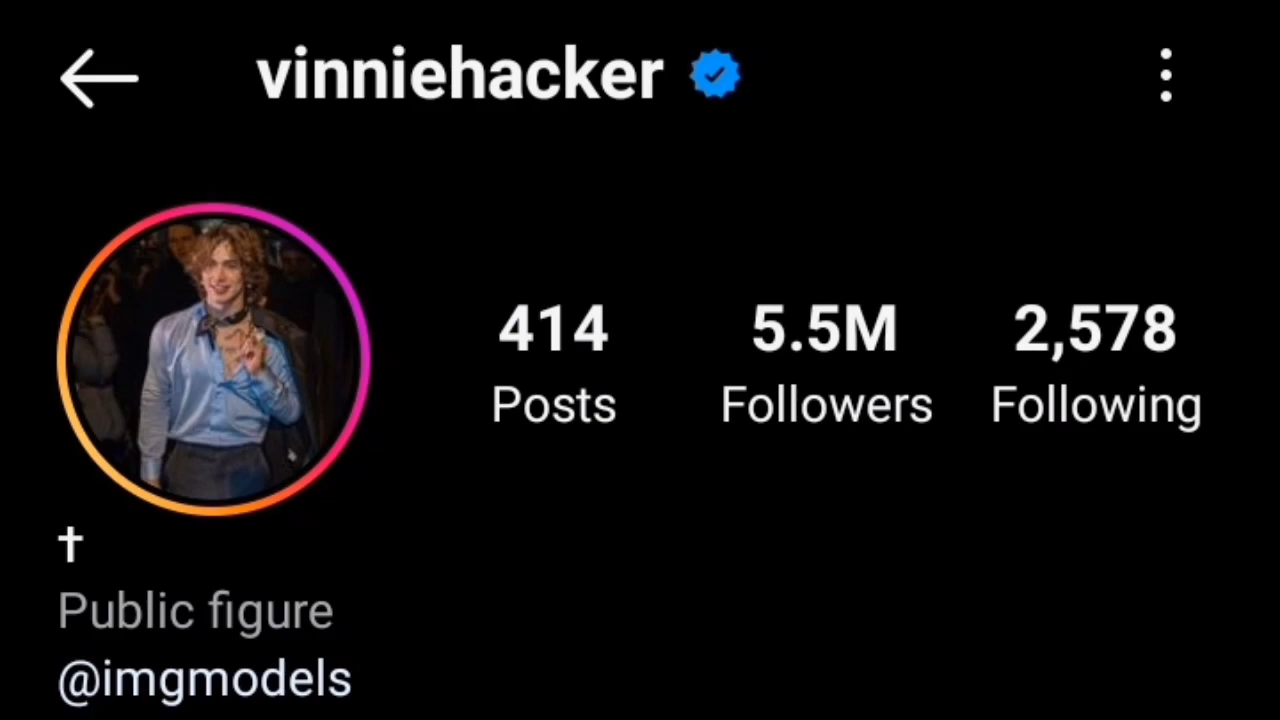 vinniehacker
414 5.5M 2,578
Posts Followers Following
†
Public figure
@imgmodels